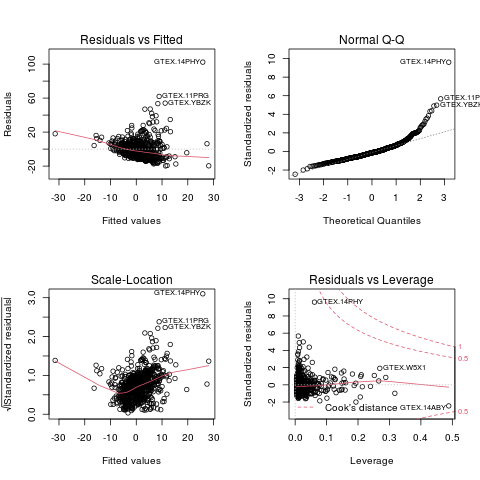 Residuals vs Fitted
Residuals
-20 0 20 60 100
GTEX.14PHY
GTEX.11PRG
GTEX.YBZK
-30 -20 -10 0 10 20 30
Fitted values
Normal Q-Q
Standardized residuals
-2 0 2 4 6 8 10
GTEX.14PHY
GTEX.11P
GTEX.YBZK
-3 -2 -1 0 1 2 3
Theoretical Quantiles
Scale-Location
√|Standardized residuals|
0.0 1.0 2.0 3.0
GTEX.14PHY
GTEX.11PRG
GTEX.YBZK
-30 -20 -10 0 10 20 30
Fitted values
Residuals vs Leverage
Standardized residuals
-2 0 2 4 6 8 10
GTEX.14PHY
GTEX.W5X1
GTEX.14ABY
Cook's distance
1
0.5
0.5
0.0 0.1 0.2 0.3 0.4 0.5
Leverage